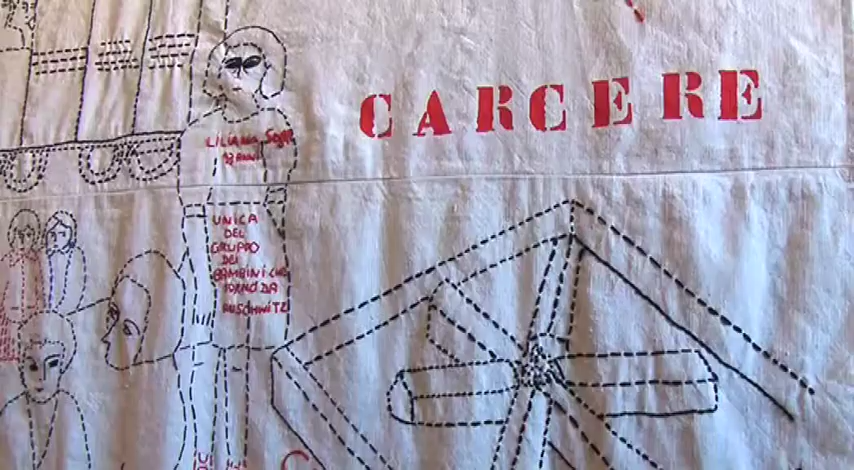 CARCERE
LILIANA SEGRE
13 ANNI
UNICA
DEL
GRUPPO
DEI
BAMBINI CHE
TORNÒ DA
AUSCHWITZ